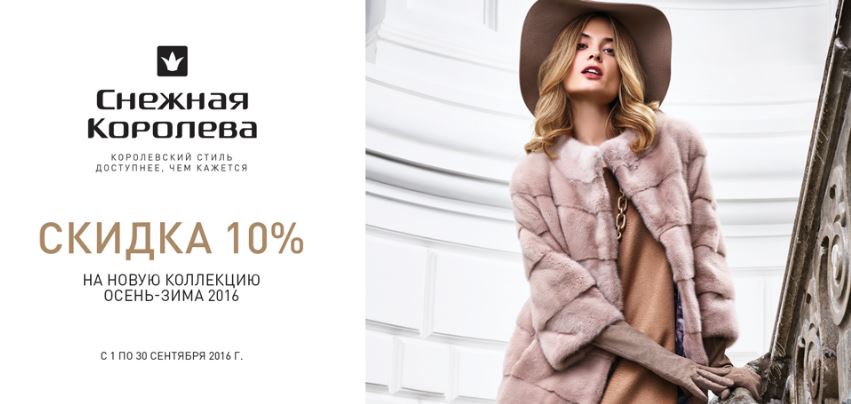 Снежная
Королева
КОРОЛЕВСКИЙ СТИЛЬ
ДОСТУПНЕЕ, ЧЕМ КАЖЕТСЯ
СКИДКА 10%
НА НОВУЮ КОЛЛЕКЦИЮ
ОСЕНЬ-ЗИМА 2016
С 1 ПО 30 СЕНТЯБРЯ 2016 Г.